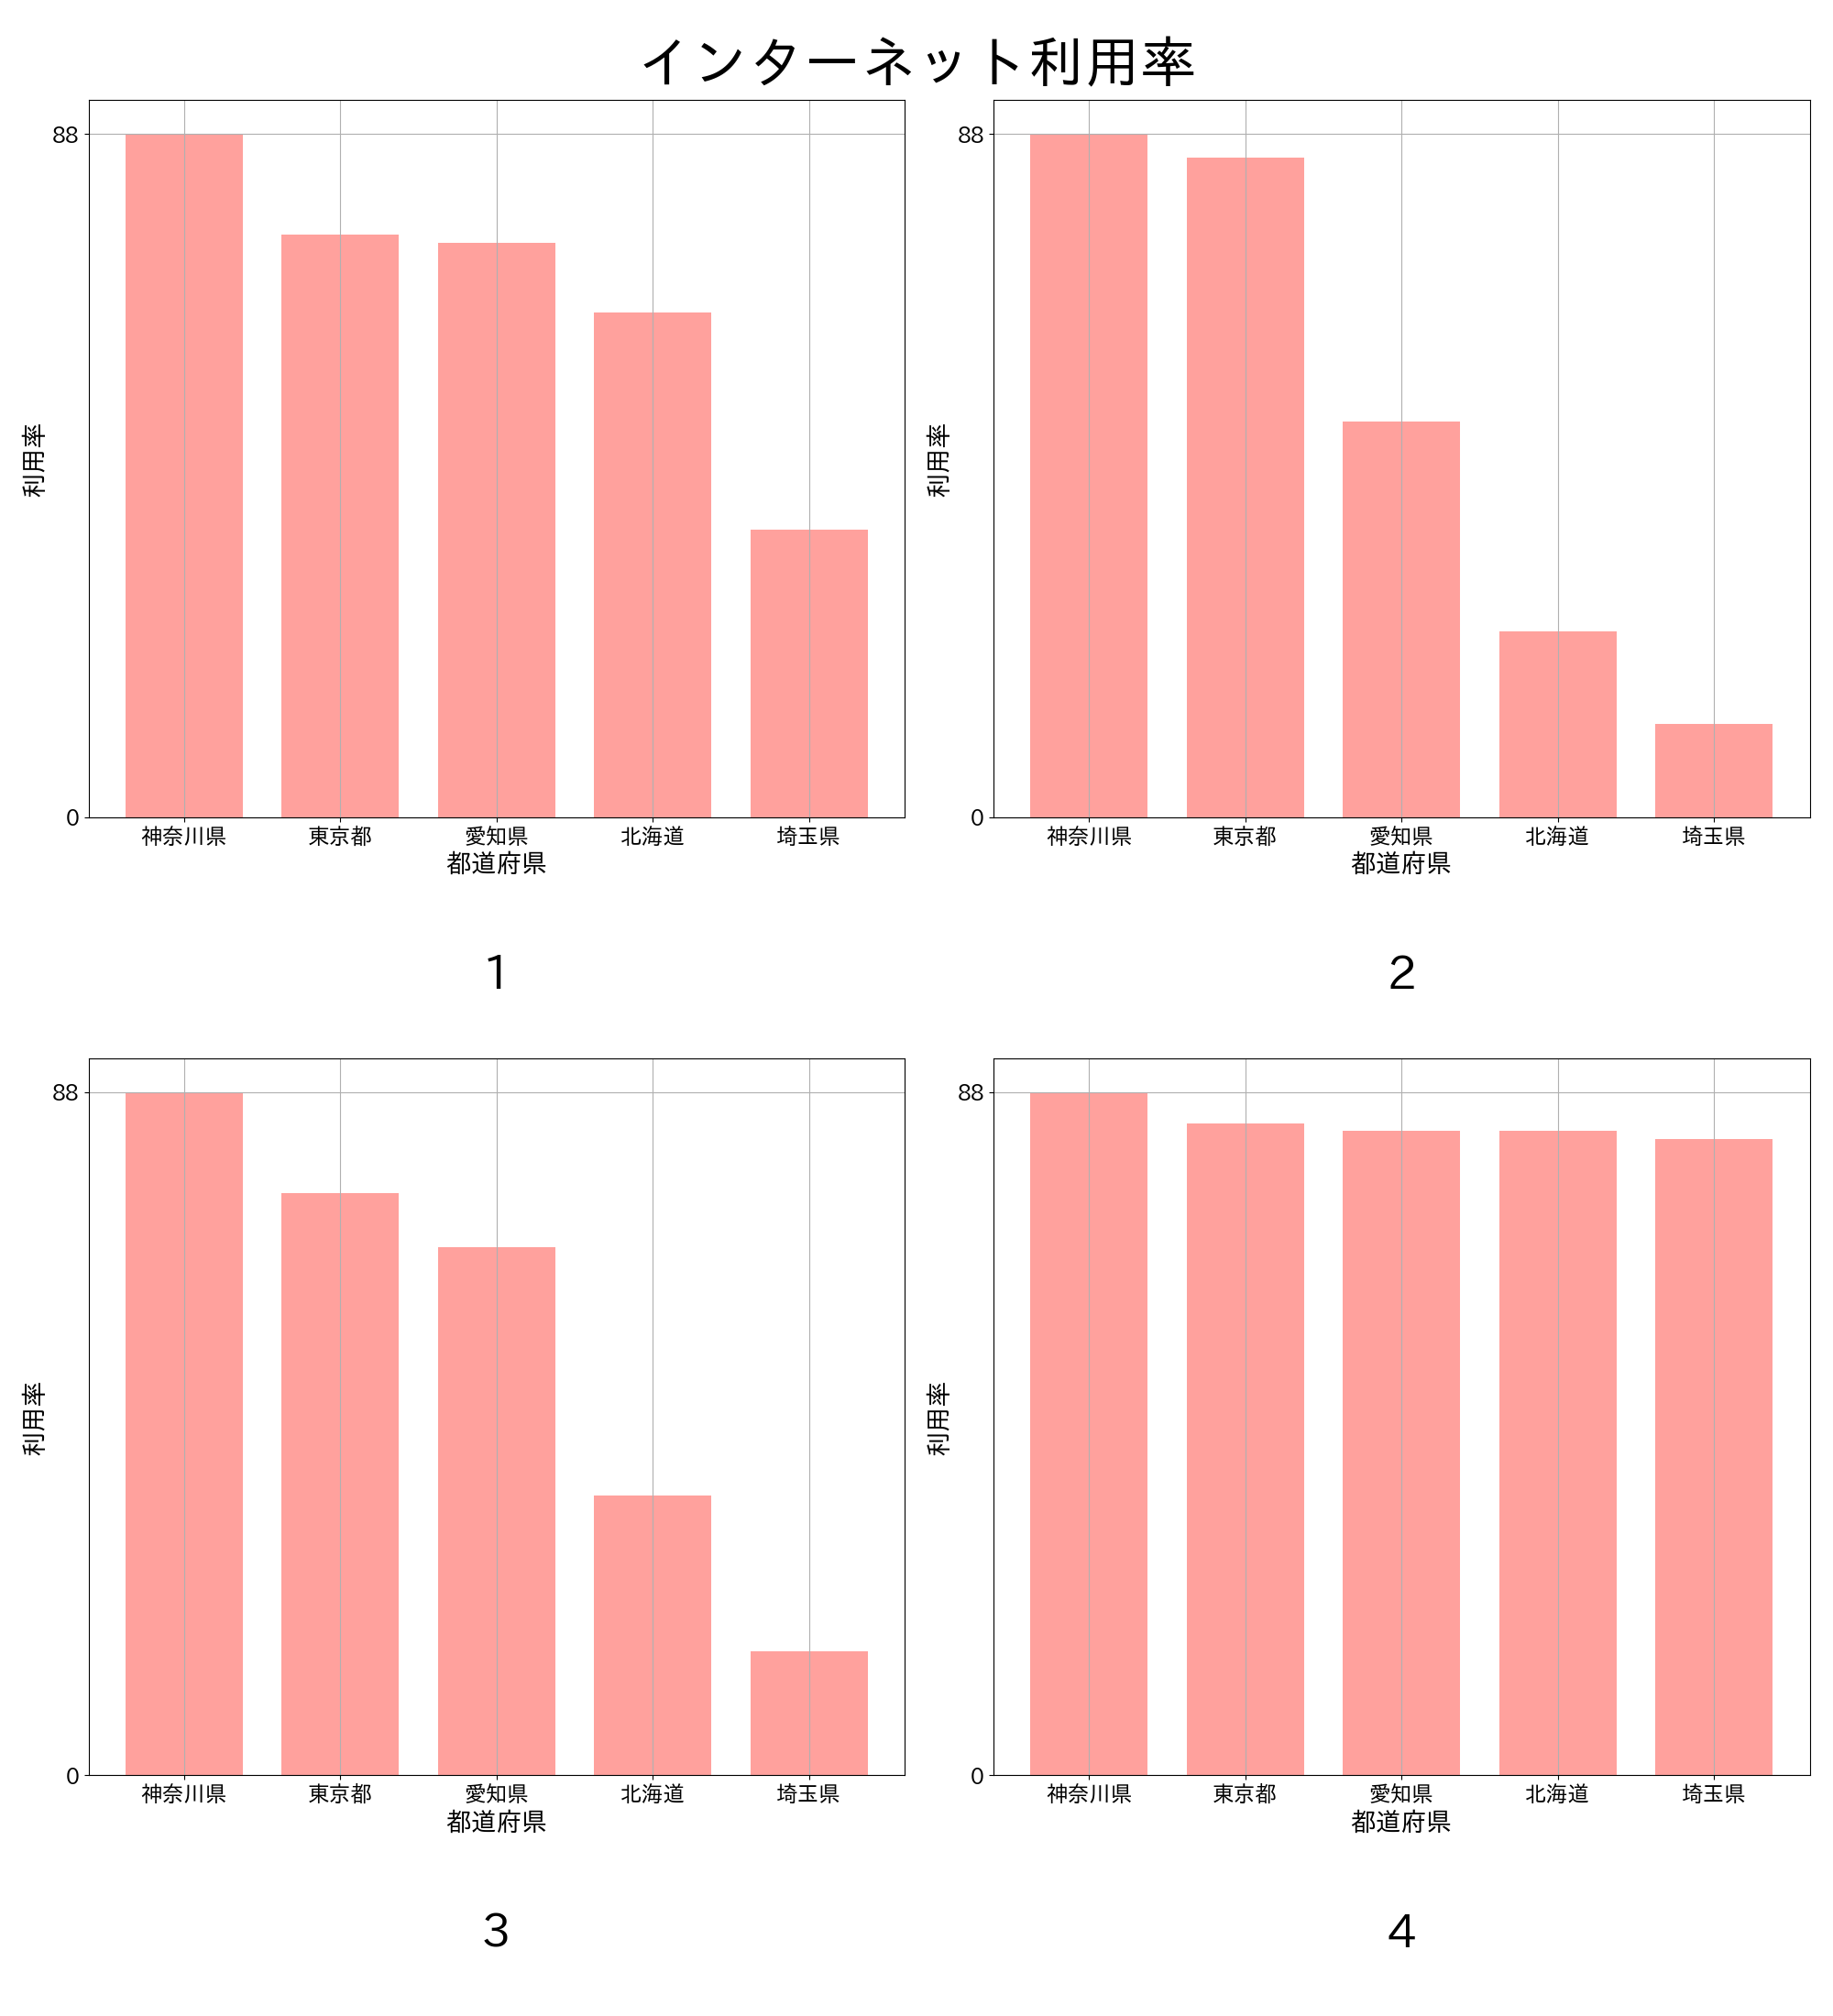 インターネット利用率
88
0
利用率
神奈川県 東京都 愛知県 北海道 埼玉県
都道府県
1
88
0
利用率
神奈川県 東京都 愛知県 北海道 埼玉県
都道府県
2
88
0
利用率
神奈川県 東京都 愛知県 北海道 埼玉県
都道府県
3
88
0
利用率
神奈川県 東京都 愛知県 北海道 埼玉県
都道府県
4